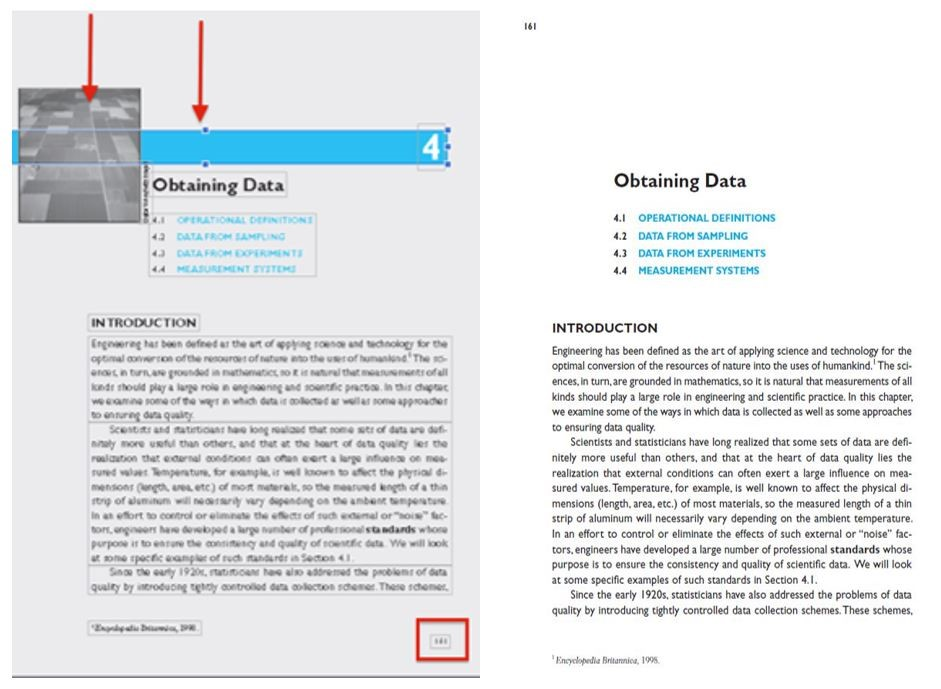 4
Obtaining Data
4.1 OPERATIONAL DEFINITIONS
4.2 DATA FROM SAMPLING
4.3 DATA FROM EXPERIMENTS
4.4 MEASUREMENT SYSTEMS
INTRODUCTION
Engineering has been defined as the art of applying science and technology for the
optimal conversion of the resources of nature into the uses of humankind.¹ The sci-
ences, in turn, are grounded in mathematics, so it is natural that measurements of all
kinds should play a large role in engineering and scientific practice. In this chapter,
we examine some of the ways in which data is collected as well as some approaches
to ensuring data quality.
Scientists and statisticians have long realized that some sets of data are defi-
nitely more useful than others, and that at the heart of data quality lies the
realization that external conditions can often exert a large influence on mea-
sured values. Temperature, for example, is well known to affect the physical di-
mensions (length, area, etc.) of most materials, so the measured length of a thin
strip of aluminum will necessarily vary depending on the ambient temperature.
In an effort to control or eliminate the effects of such external or “noise” fac-
tors, engineers have developed a large number of professional standards whose
purpose is to ensure the consistency and quality of scientific data. We will look
at some specific examples of such standards in Section 4.1.
Since the early 1920s, statisticians have also addressed the problems of data
quality by introducing tightly controlled data collection schemes. These schemes,
¹Encyclopedia Britannica, 1998.
161
161
Obtaining Data
4.1 OPERATIONAL DEFINITIONS
4.2 DATA FROM SAMPLING
4.3 DATA FROM EXPERIMENTS
4.4 MEASUREMENT SYSTEMS
INTRODUCTION
Engineering has been defined as the art of applying science and technology for the
optimal conversion of the resources of nature into the uses of humankind.¹ The sci-
ences, in turn, are grounded in mathematics, so it is natural that measurements of all
kinds should play a large role in engineering and scientific practice. In this chapter,
we examine some of the ways in which data is collected as well as some approaches
to ensuring data quality.
Scientists and statisticians have long realized that some sets of data are defi-
nitely more useful than others, and that at the heart of data quality lies the
realization that external conditions can often exert a large influence on mea-
sured values. Temperature, for example, is well known to affect the physical di-
mensions (length, area, etc.) of most materials, so the measured length of a thin
strip of aluminum will necessarily vary depending on the ambient temperature.
In an effort to control or eliminate the effects of such external or “noise” fac-
tors, engineers have developed a large number of professional standards whose
purpose is to ensure the consistency and quality of scientific data. We will look
at some specific examples of such standards in Section 4.1.
Since the early 1920s, statisticians have also addressed the problems of data
quality by introducing tightly controlled data collection schemes. These schemes,
¹ Encyclopedia Britannica, 1998.